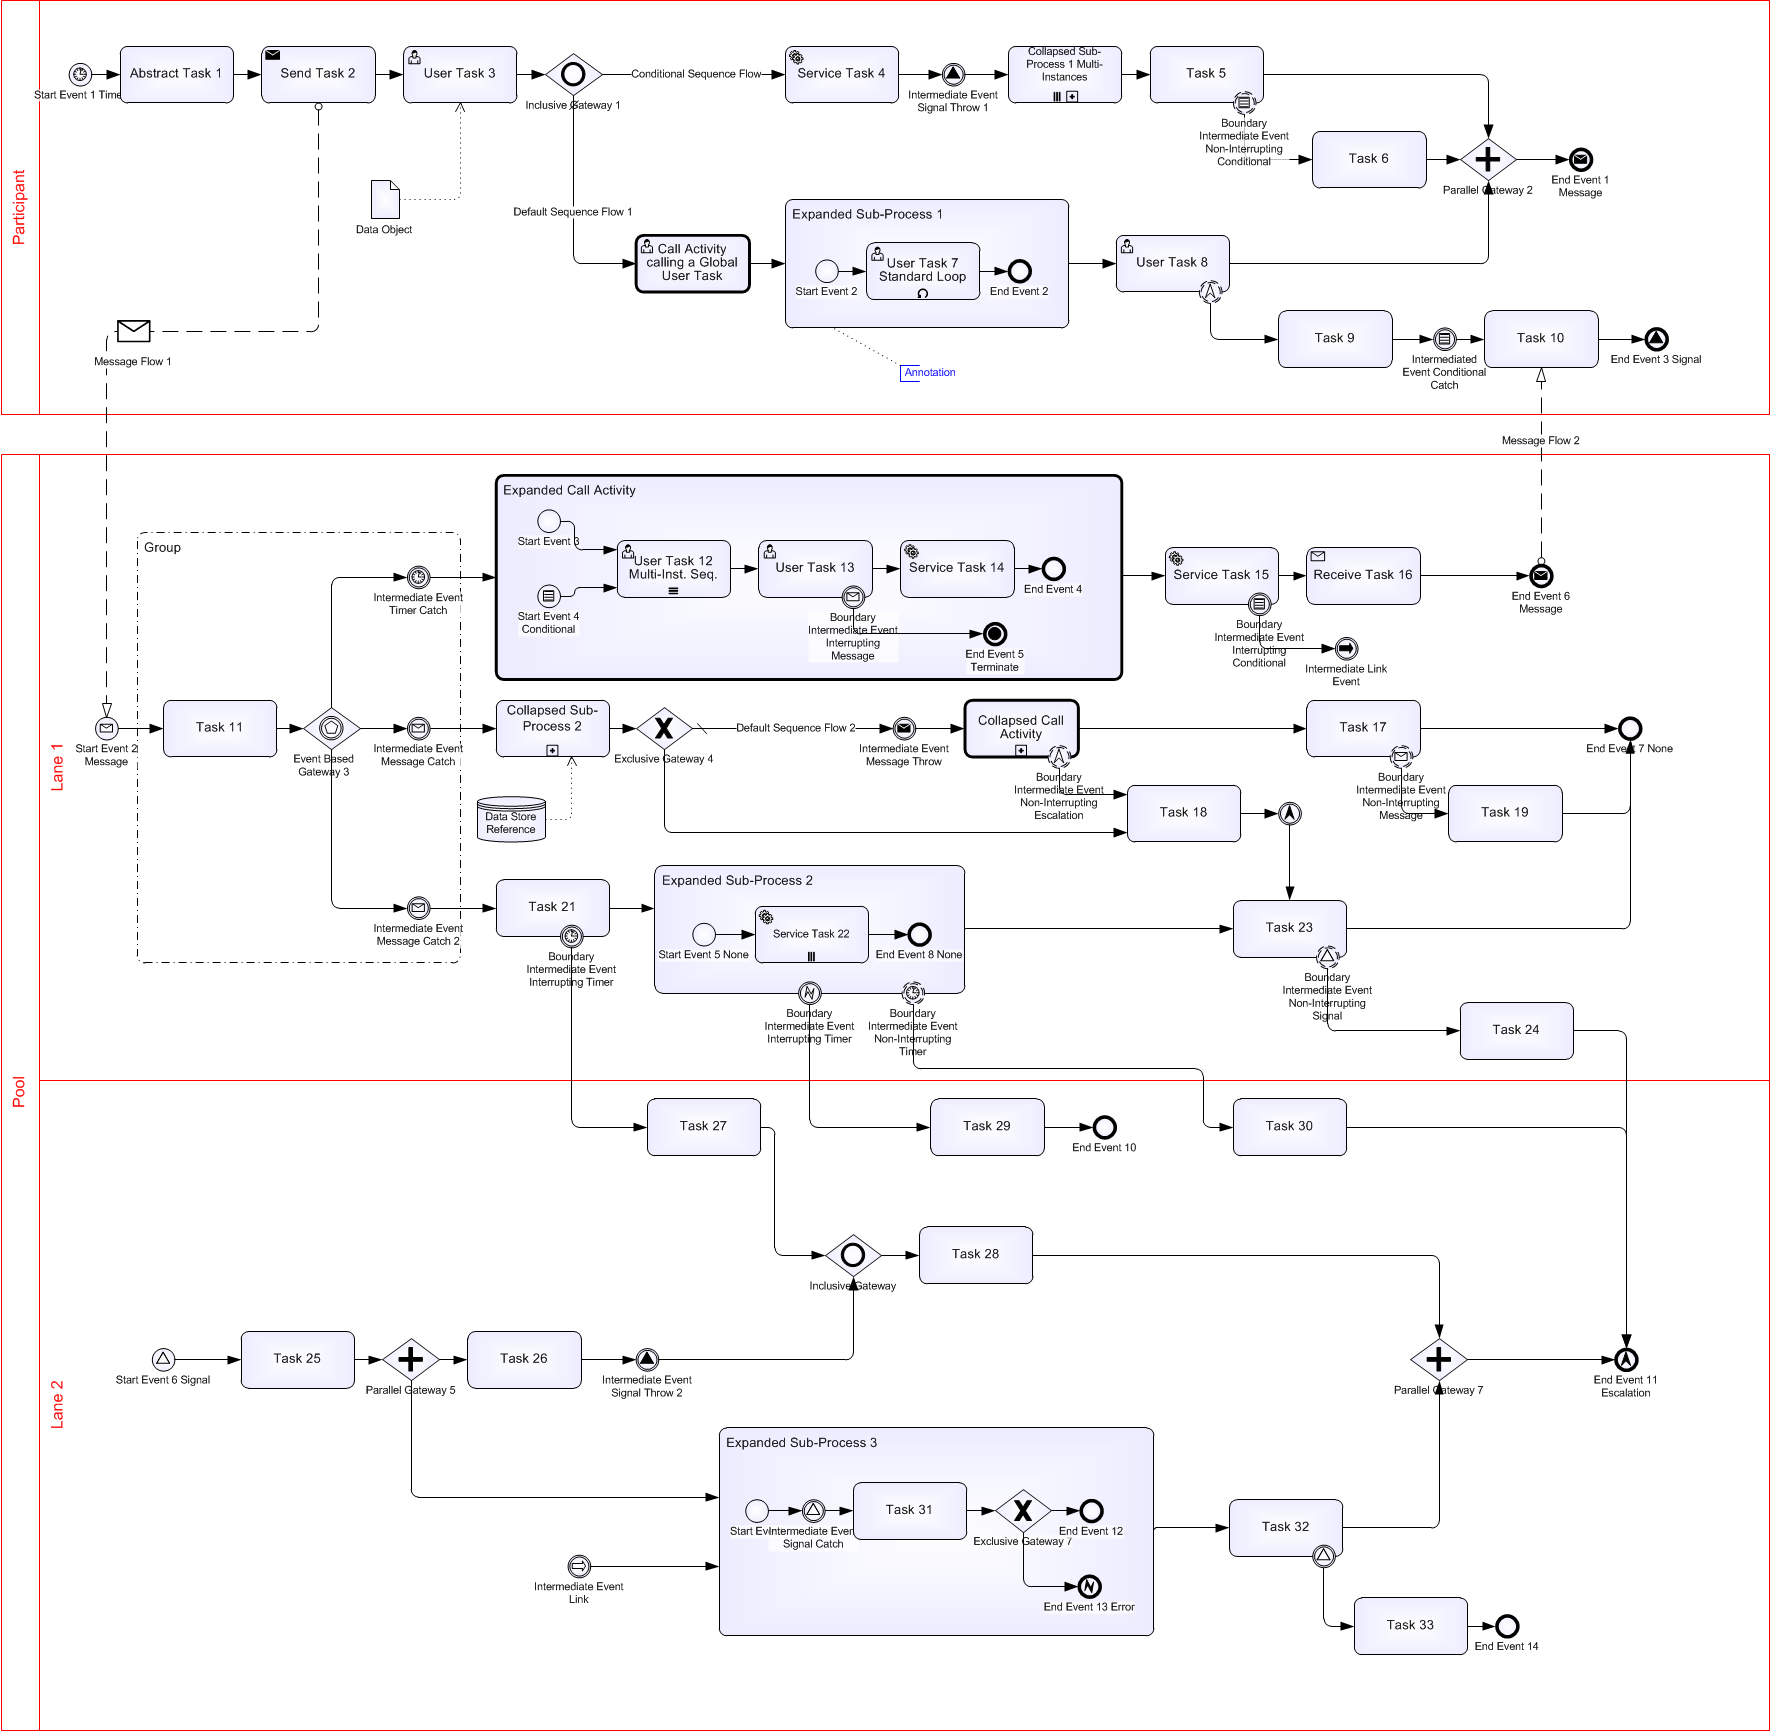 Participant
Start Event 1 Time
Abstract Task 1
Send Task 2
User Task 3
Inclusive Gateway 1
Conditional Sequence Flow
Service Task 4
Intermediate Event
Signal Throw 1
Collapsed Sub-
Process 1 Multi-
Instances
Task 5
Boundary
Intermediate Event
Non-Interrupting
Conditional
Task 6
Parallel Gateway 2
End Event 1
Message
Data Object
Default Sequence Flow 1
Call Activity
calling a Global
User Task
Expanded Sub-Process 1
Start Event 2
User Task 7
Standard Loop
End Event 2
User Task 8
Task 9
Intermediated
Event Conditional
Catch
Task 10
End Event 3 Signal
Annotation
Message Flow 1
Message Flow 2
Pool
Lane 1
Group
Expanded Call Activity
Start Event 3
Start Event 4
Conditional
User Task 12
Multi-Inst. Seq.
User Task 13
Boundary
Intermediate Event
Interrupting
Message
Service Task 14
End Event 4
End Event 5
Terminate
Service Task 15
Boundary
Intermediate Event
Interrupting
Conditional
Receive Task 16
End Event 6
Message
Intermediate Link
Event
Intermediate Event
Timer Catch
Start Event 2
Message
Task 11
Event Based
Gateway 3
Intermediate Event
Message Catch
Collapsed Sub-
Process 2
Exclusive Gateway 4
Default Sequence Flow 2
Intermediate Event
Message Throw
Collapsed Call
Activity
Boundary
Intermediate Event
Non-Interrupting
Escalation
Task 17
Boundary
Intermediate Event
Non-Interrupting
Message
End Event 7 None
Data Store
Reference
Task 18
Task 19
Intermediate Event
Message Catch 2
Task 21
Boundary
Intermediate Event
Interrupting Timer
Expanded Sub-Process 2
Start Event 5 None
Service Task 22
End Event 8 None
Boundary
Intermediate Event
Interrupting Timer
Boundary
Intermediate Event
Non-Interrupting
Timer
Task 23
Boundary
Intermediate Event
Non-Interrupting
Signal
Task 24
Lane 2
Task 27
Task 29
End Event 10
Task 30
Inclusive Gateway
Task 28
Start Event 6 Signal
Task 25
Parallel Gateway 5
Task 26
Intermediate Event
Signal Throw 2
Parallel Gateway 7
End Event 11
Escalation
Expanded Sub-Process 3
Start
Intermediate Even
Signal Catch
Task 31
Exclusive Gateway 7
End Event 12
End Event 13 Error
Intermediate Event
Link
Task 32
Task 33
End Event 14